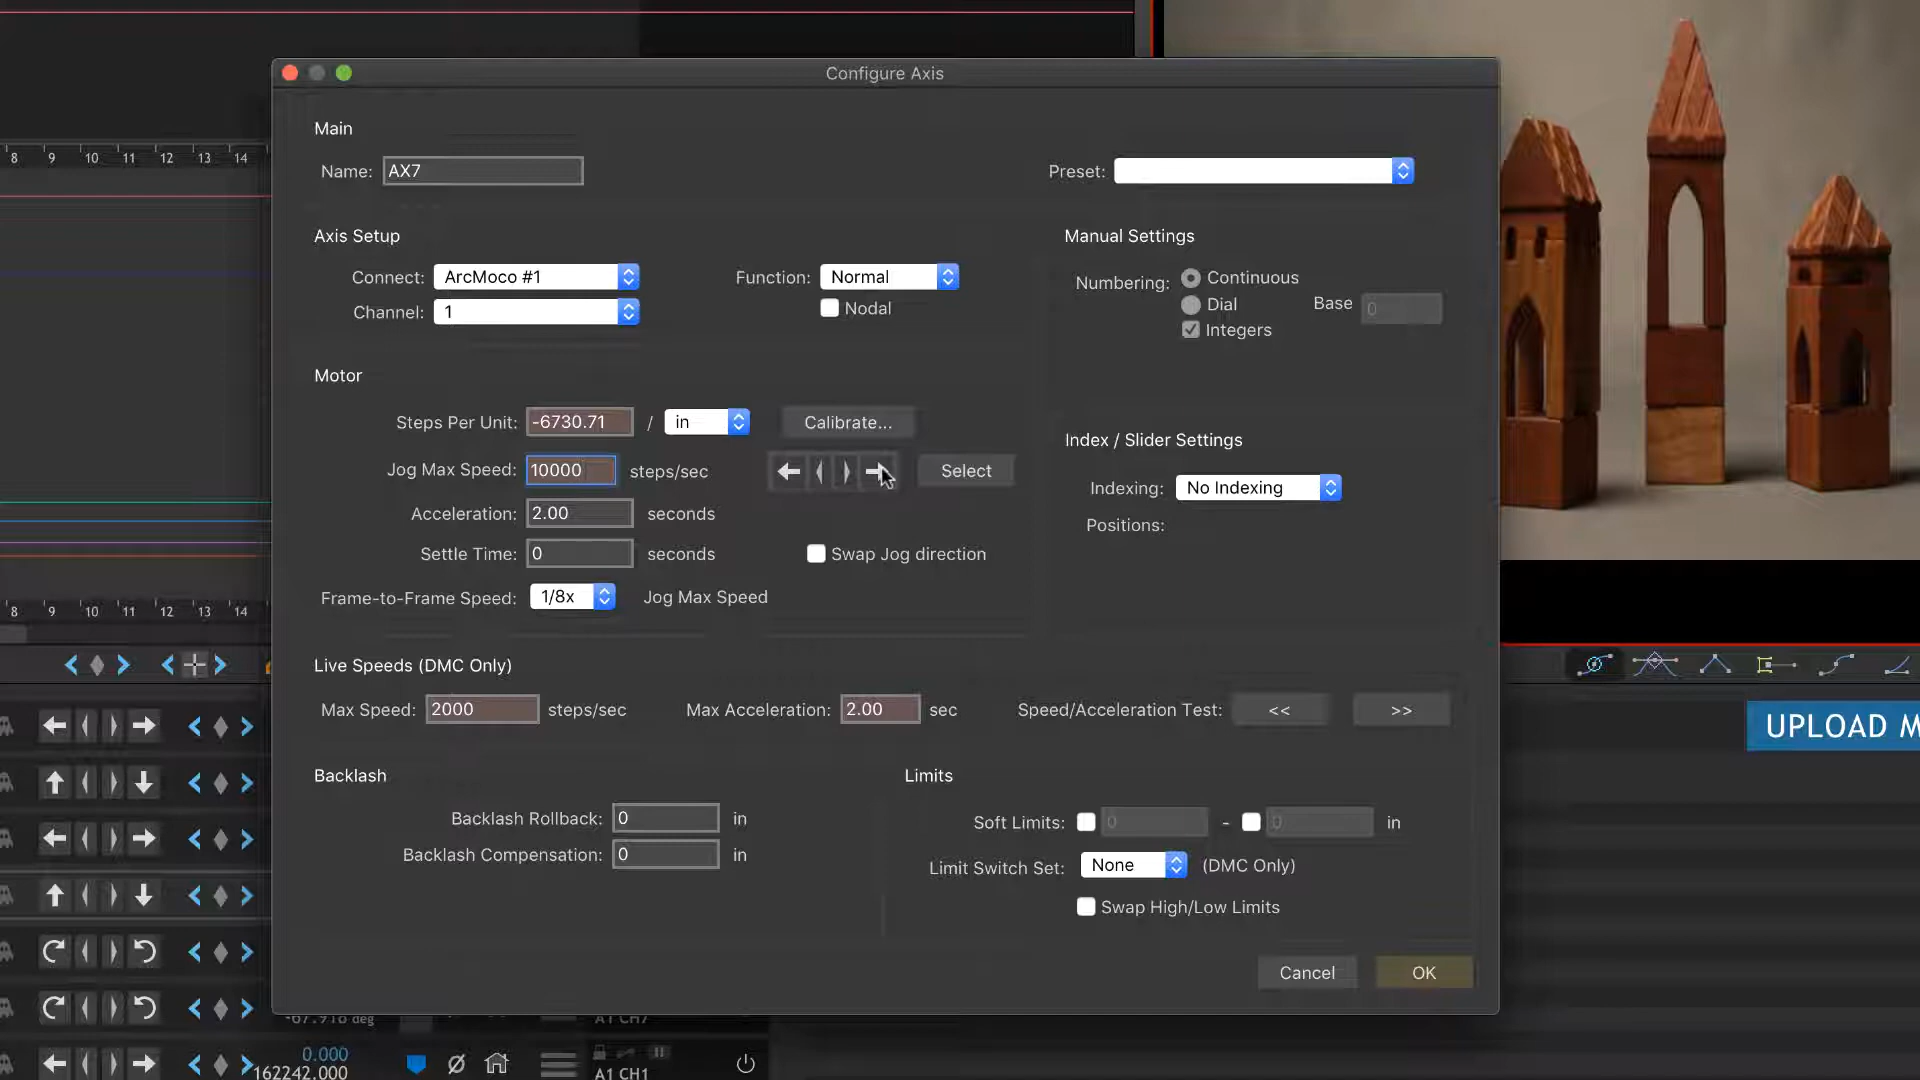 Configure Axis
8 9 10 11 12 13 14
Main
Name: AX7
Preset:
Axis Setup
Connect: ArcMoco #1
Channel: 1
Function: Normal
Nodal
Manual Settings
Numbering: Continuous
Dial
Base 0
Integers
Motor
Steps Per Unit: -6730.71 / in
Calibrate...
Jog Max Speed: 10000 steps/sec
Select
Acceleration: 2.00 seconds
Settle Time: 0 seconds
Swap Jog direction
Frame-to-Frame Speed: 1/8x Jog Max Speed
Index / Slider Settings
Indexing: No Indexing
Positions:
8 9 10 11 12 13 14
Live Speeds (DMC Only)
Max Speed: 2000 steps/sec
Max Acceleration: 2.00 sec
Speed/Acceleration Test: << >>
UPLOAD M
Backlash
Backlash Rollback: 0 in
Backlash Compensation: 0 in
Limits
Soft Limits: 0 - 0 in
Limit Switch Set: None (DMC Only)
Swap High/Low Limits
Cancel
OK
-67.918 deg
A1 CH7
0.000
162242.000
A1 CH1